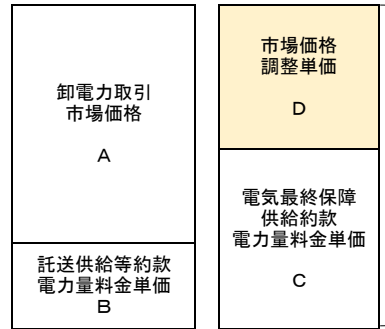 卸電力取引
市場価格
A
託送供給等約款
電力量料金単価
B
市場価格
調整単価
D
電気最終保障
供給約款
電力量料金単価
C